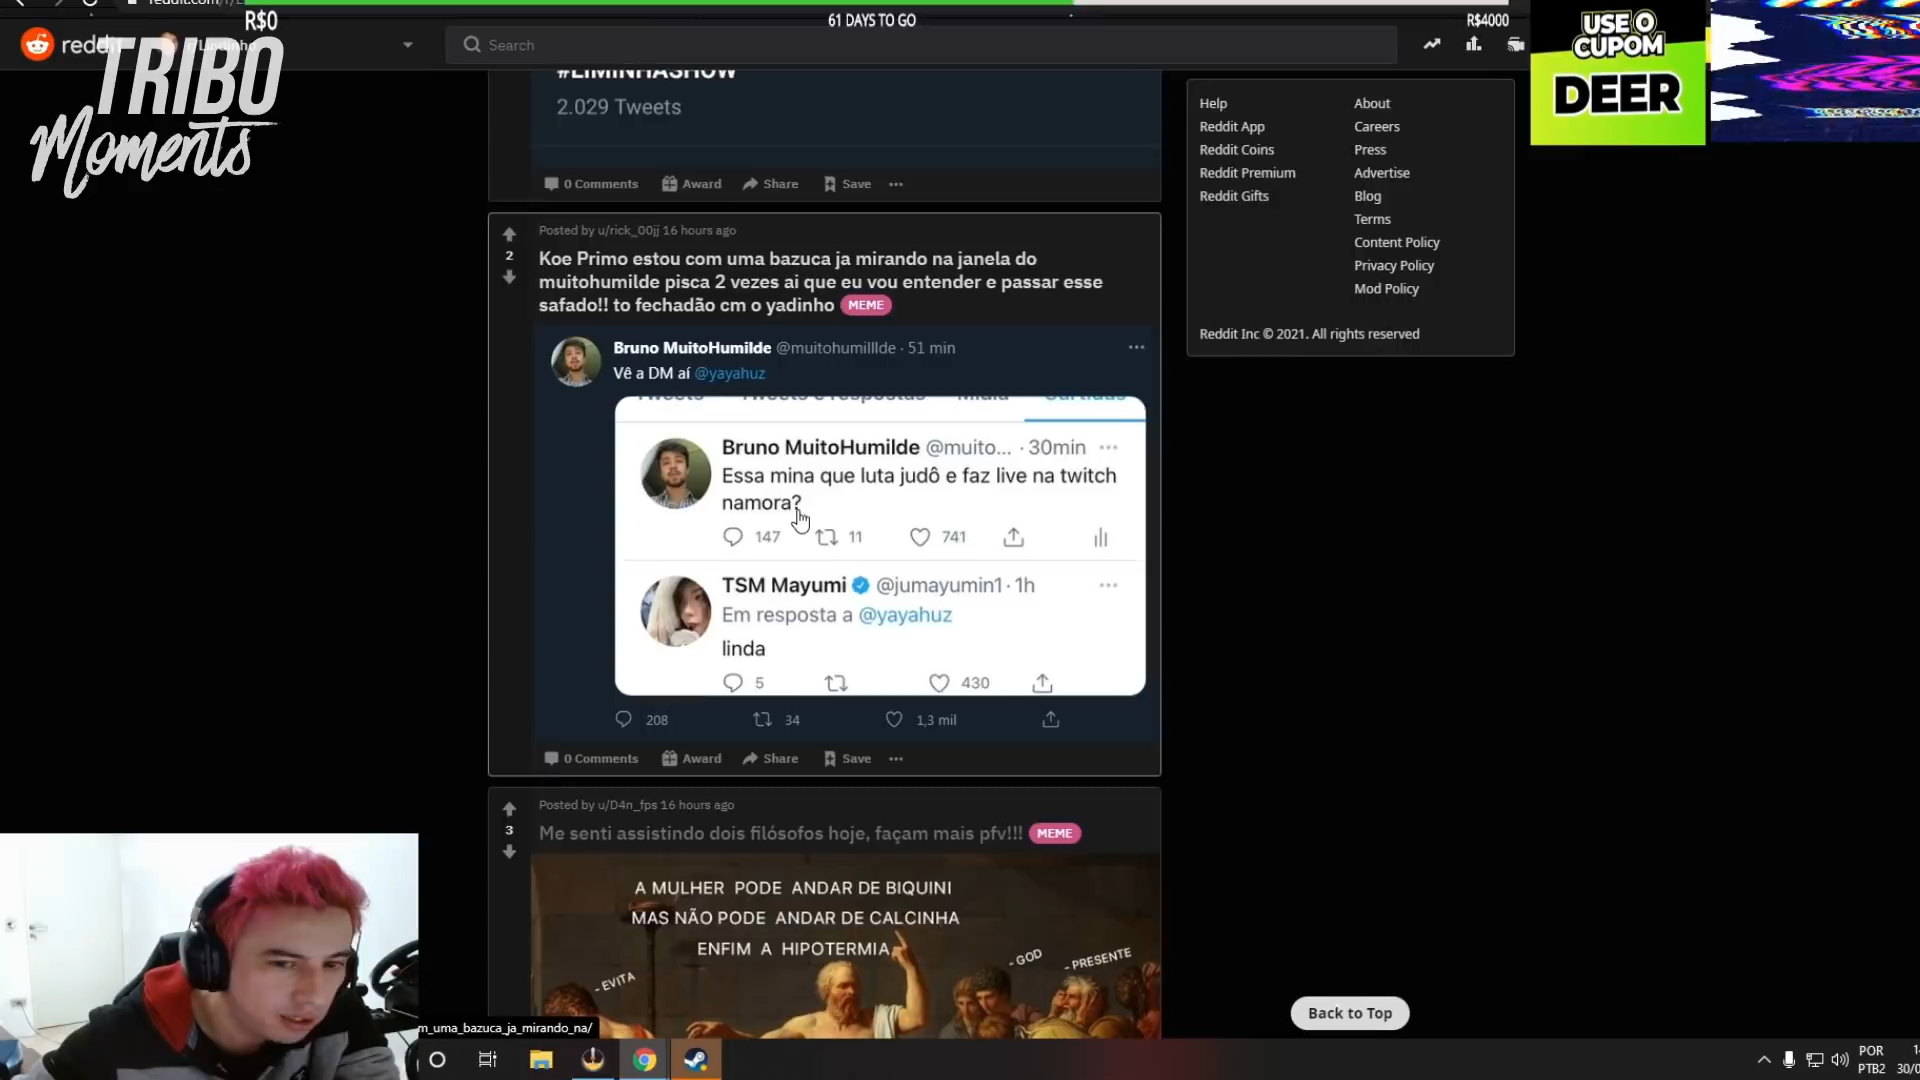 R$0
61 DAYS TO GO
R$4000
reddit
Search
TRIBO
Moments
USE O
CUPOM
DEER
#LIMINHASHOW
2.029 Tweets
0 Comments Award Share Save
Help
Reddit App
Reddit Coins
Reddit Premium
Reddit Gifts
About
Careers
Press
Advertise
Blog
Terms
Content Policy
Privacy Policy
Mod Policy
Reddit Inc © 2021. All rights reserved
2
Posted by u/rick_00jj 16 hours ago
Koe Primo estou com uma bazuca ja mirando na janela do
muitohumilde pisca 2 vezes ai que eu vou entender e passar esse
safado!! to fechadão cm o yadinho MEME
Bruno MuitoHumilde @muitohumilllde · 51 min
Vê a DM aí @yayahuz
Tweets Tweets e respostas Mídia Curtidas
Bruno MuitoHumilde @muito... · 30min
Essa mina que luta judô e faz live na twitch
namora?
147 11 741
TSM Mayumi @jumayumin1 · 1h
Em resposta a @yayahuz
linda
5 430
208 34 1,3 mil
0 Comments Award Share Save
3
Posted by u/D4n_fps 16 hours ago
Me senti assistindo dois filósofos hoje, façam mais pfv!!! MEME
A MULHER PODE ANDAR DE BIQUINI
MAS NÃO PODE ANDAR DE CALCINHA
ENFIM A HIPOTERMIA
- EVITA
- GOD
- PRESENTE
Back to Top
m_uma_bazuca_ja_mirando_na/
POR
PTB2